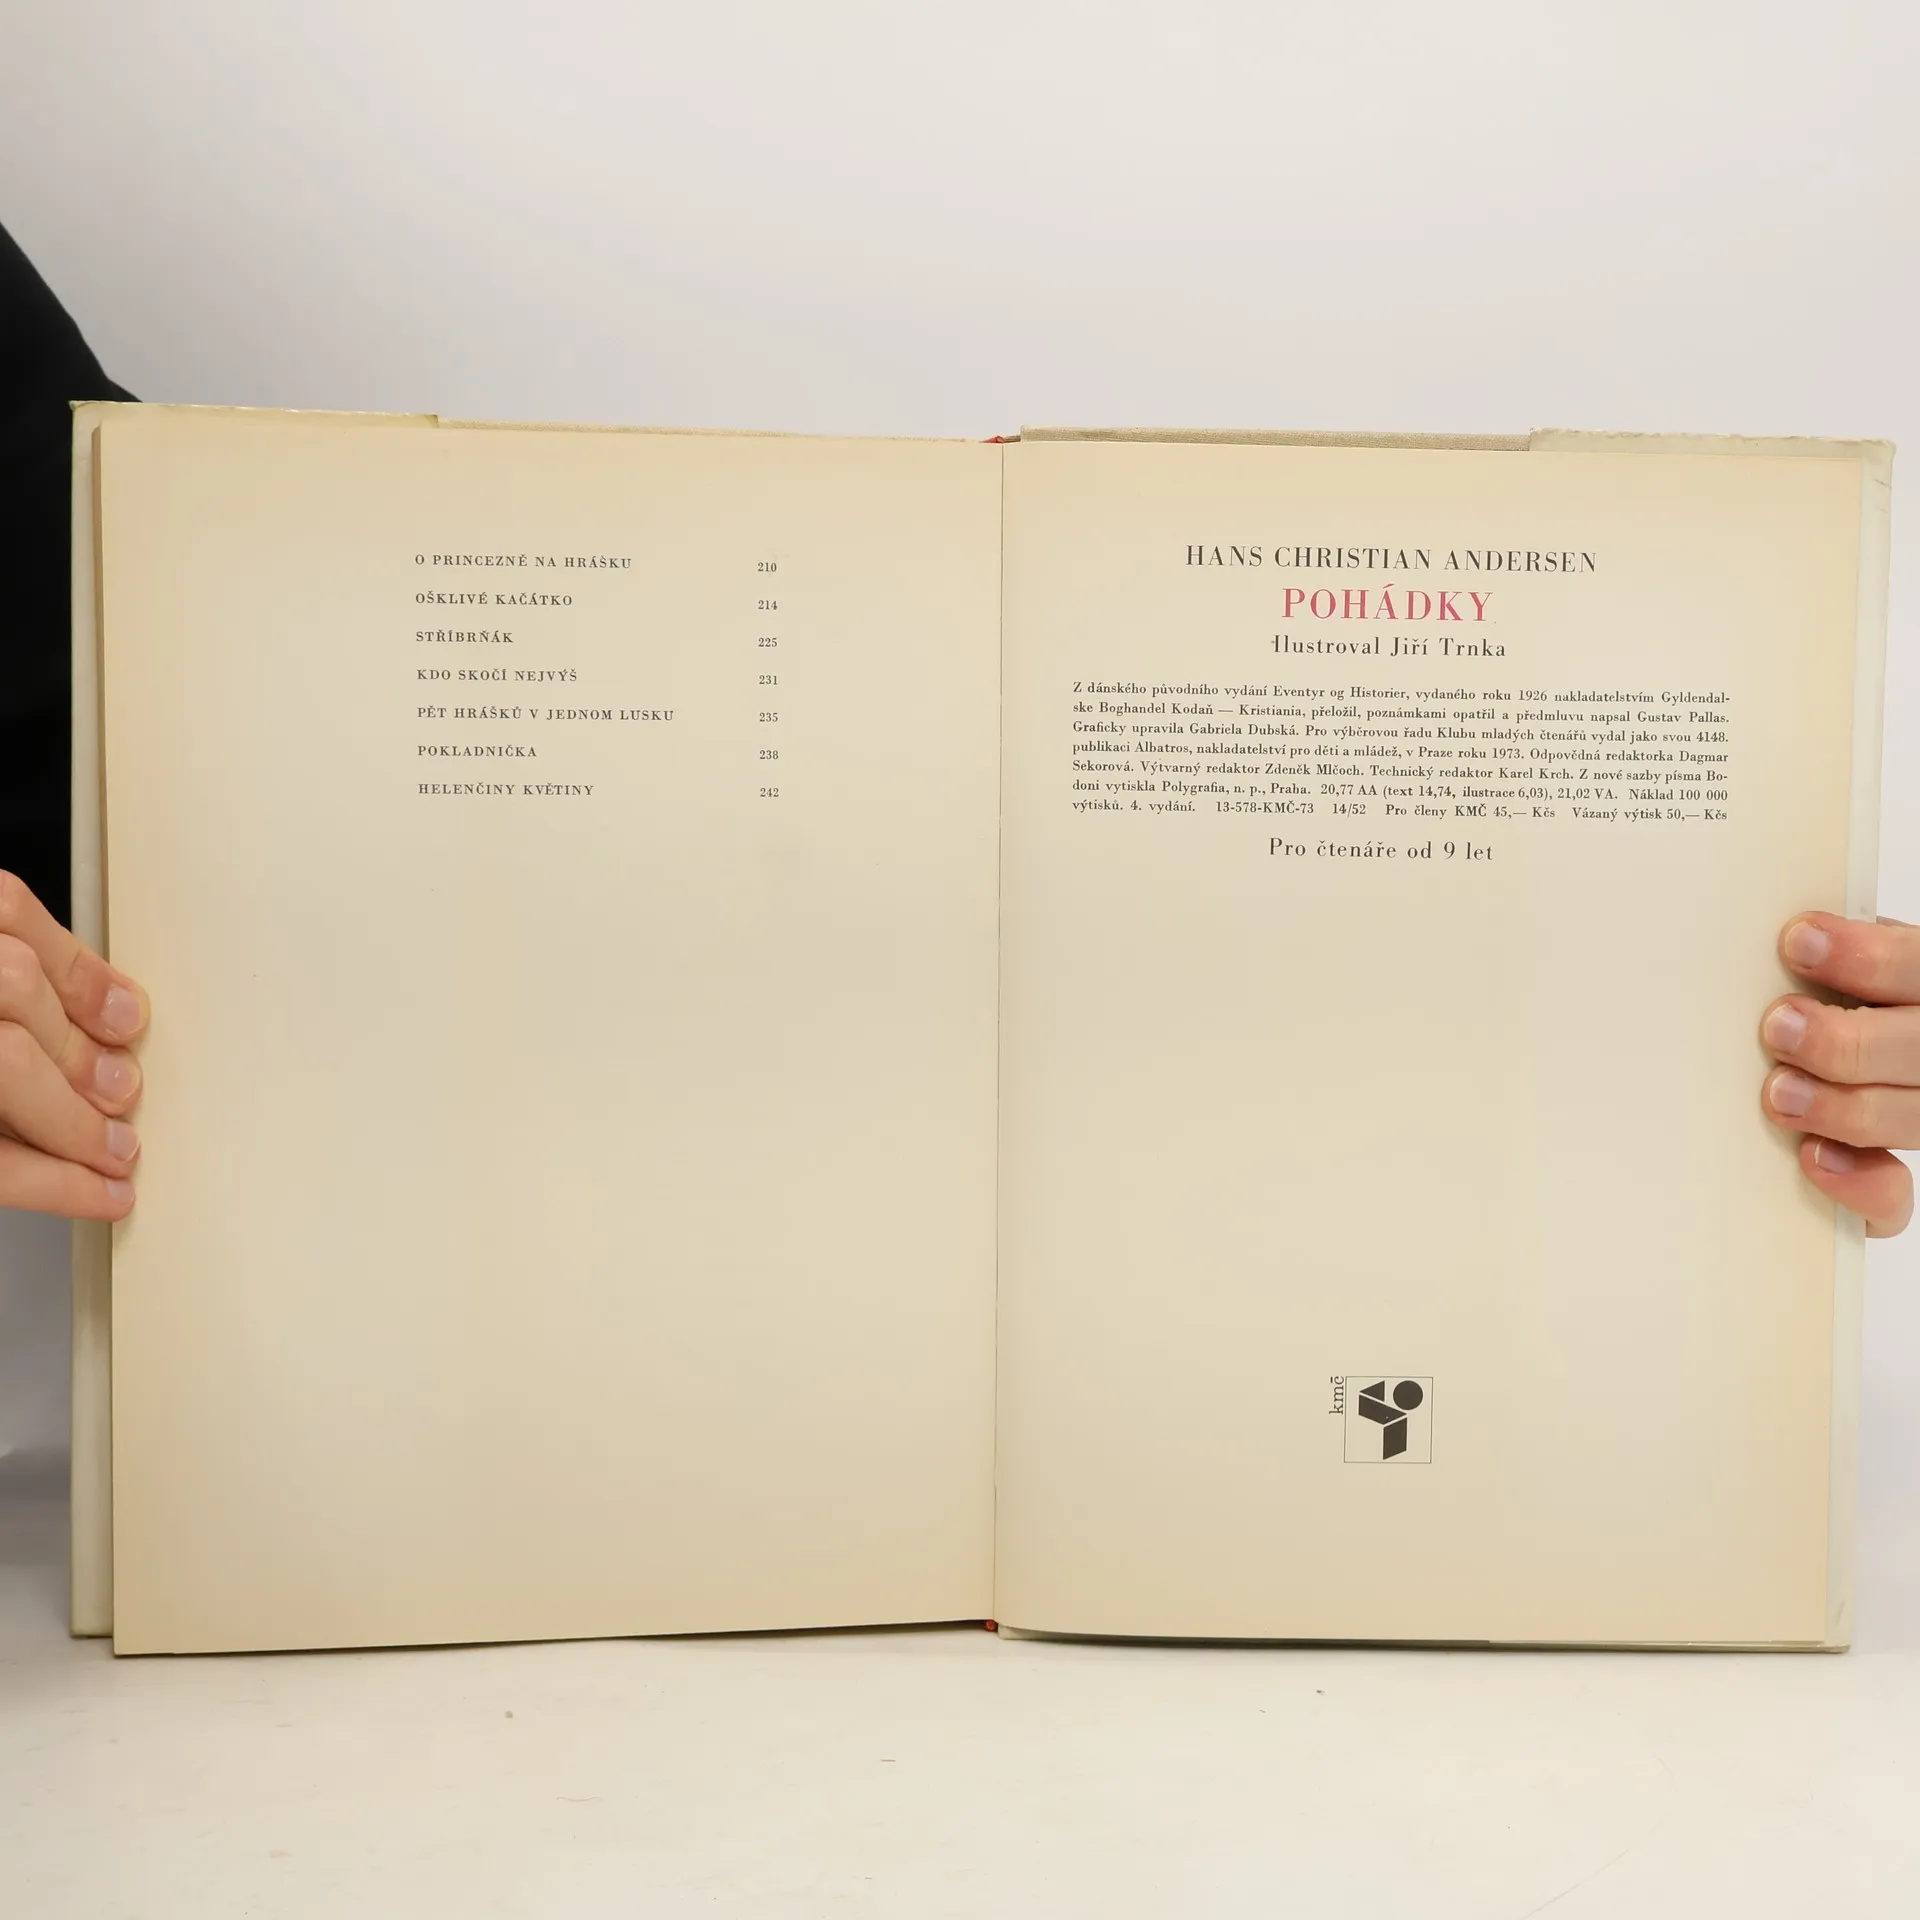 O PRINCEZNĚ NA HRÁŠKU 210
OŠKLIVÉ KAČÁTKO 214
STŘÍBRŇÁK 225
KDO SKOČÍ NEJVÝŠ 231
PĚT HRÁŠKŮ V JEDNOM LUSKU 235
POKLADNIČKA 238
HELENČINY KVĚTINY 242
HANS CHRISTIAN ANDERSEN
POHÁDKY
Ilustroval Jiří Trnka
Z dánského původního vydání Eventyr og Historier, vydaného roku 1926 nakladatelstvím Gyldendal-
ske Boghandel Kodaň — Kristiania, přeložil, poznámkami opatřil a předmluvu napsal Gustav Pallas.
Graficky upravila Gabriela Dubská. Pro výběrovou řadu Klubu mladých čtenářů vydal jako svou 4148.
publikaci Albatros, nakladatelství pro děti a mládež, v Praze roku 1973. Odpovědná redaktorka Dagmar
Sekorová. Výtvarný redaktor Zdeněk Mlčoch. Technický redaktor Karel Krch. Z nové sazby písma Bo-
doni vytiskla Polygrafia, n. p., Praha. 20,77 AA (text 14,74, ilustrace 6,03), 21,02 VA. Náklad 100 000
výtisků. 4. vydání. 13-578-KMČ-73 14/52 Pro členy KMČ 45,— Kčs Vázaný výtisk 50,— Kčs
Pro čtenáře od 9 let
kmč